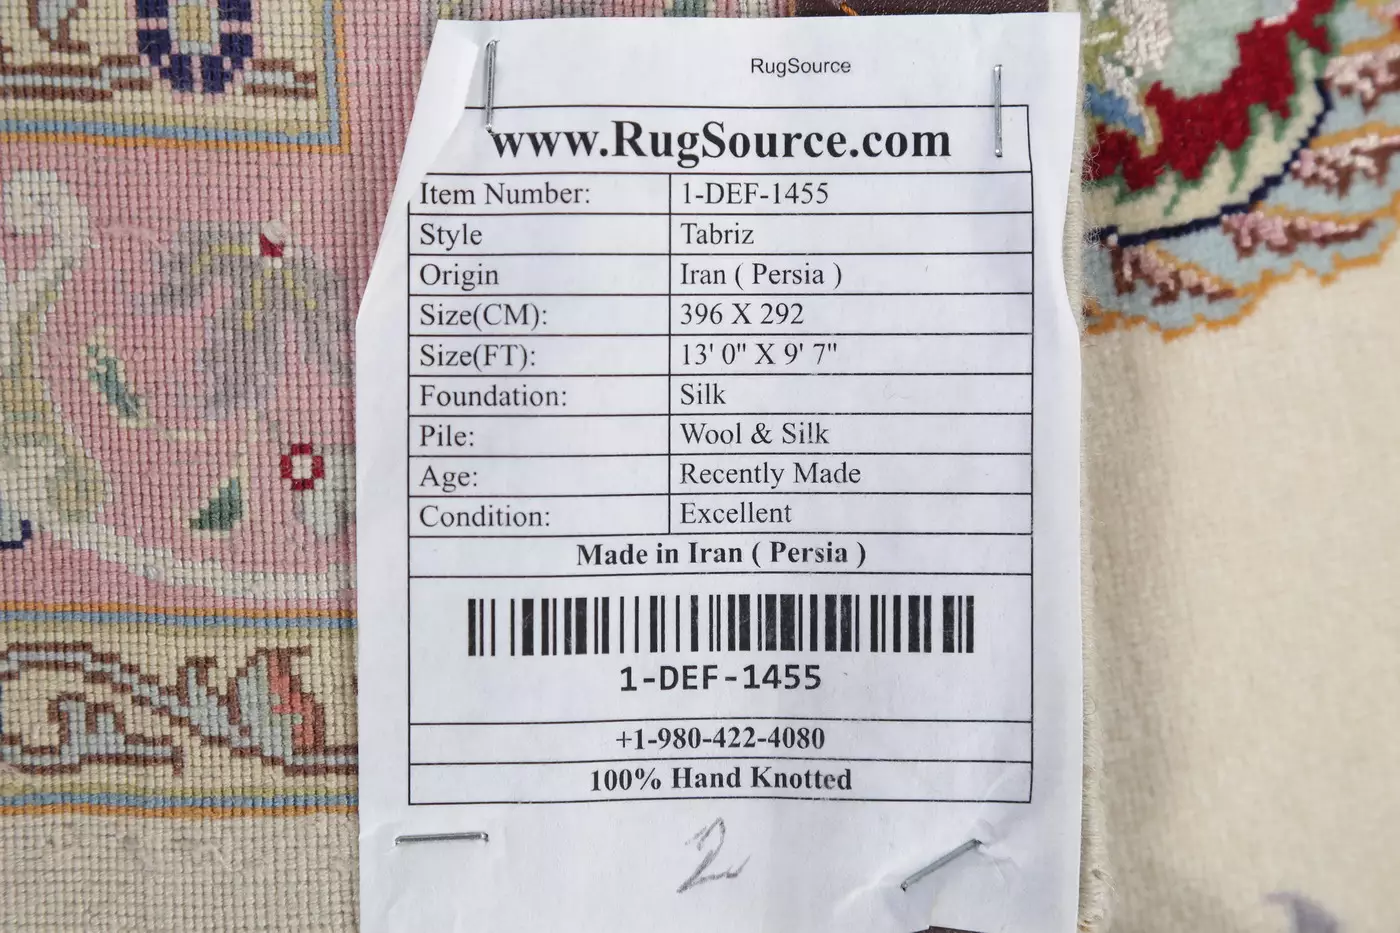 RugSource
www.RugSource.com
Item Number: 1-DEF-1455
Style Tabriz
Origin Iran ( Persia )
Size(CM): 396 X 292
Size(FT): 13' 0" X 9' 7"
Foundation: Silk
Pile: Wool & Silk
Age: Recently Made
Condition: Excellent
Made in Iran ( Persia )
1-DEF-1455
+1-980-422-4080
100% Hand Knotted
2